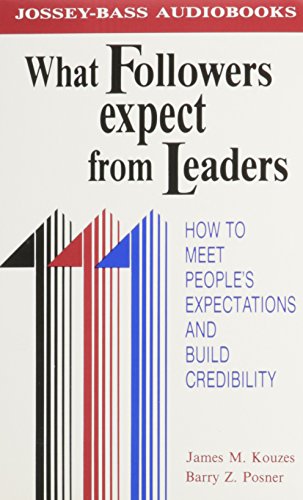 JOSSEY-BASS AUDIOBOOKS
What Followers
expect
from Leaders
HOW TO
MEET
PEOPLE'S
EXPECTATIONS
AND
BUILD
CREDIBILITY
James M. Kouzes
Barry Z. Posner